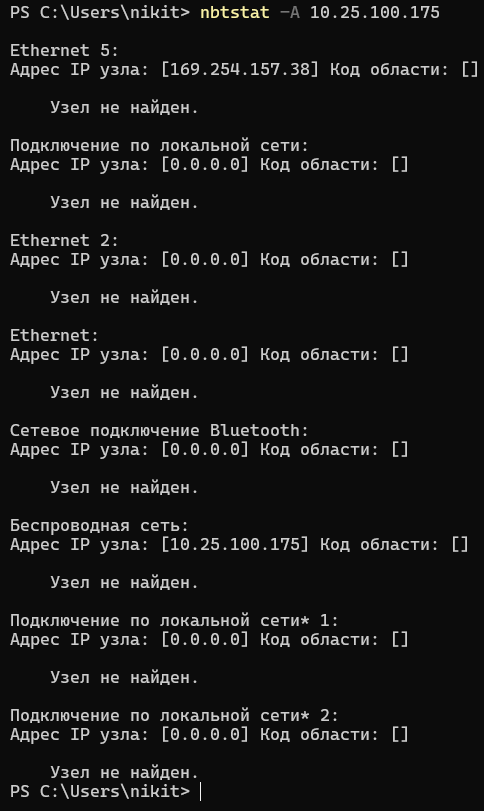 PS C:\Users\nikit> nbtstat -A 10.25.100.175
Ethernet 5:
Адрес IP узла: [169.254.157.38] Код области: []
Узел не найден.
Подключение по локальной сети:
Адрес IP узла: [0.0.0.0] Код области: []
Узел не найден.
Ethernet 2:
Адрес IP узла: [0.0.0.0] Код области: []
Узел не найден.
Ethernet:
Адрес IP узла: [0.0.0.0] Код области: []
Узел не найден.
Сетевое подключение Bluetooth:
Адрес IP узла: [0.0.0.0] Код области: []
Узел не найден.
Беспроводная сеть:
Адрес IP узла: [10.25.100.175] Код области: []
Узел не найден.
Подключение по локальной сети* 1:
Адрес IP узла: [0.0.0.0] Код области: []
Узел не найден.
Подключение по локальной сети* 2:
Адрес IP узла: [0.0.0.0] Код области: []
Узел не найден.
PS C:\Users\nikit>